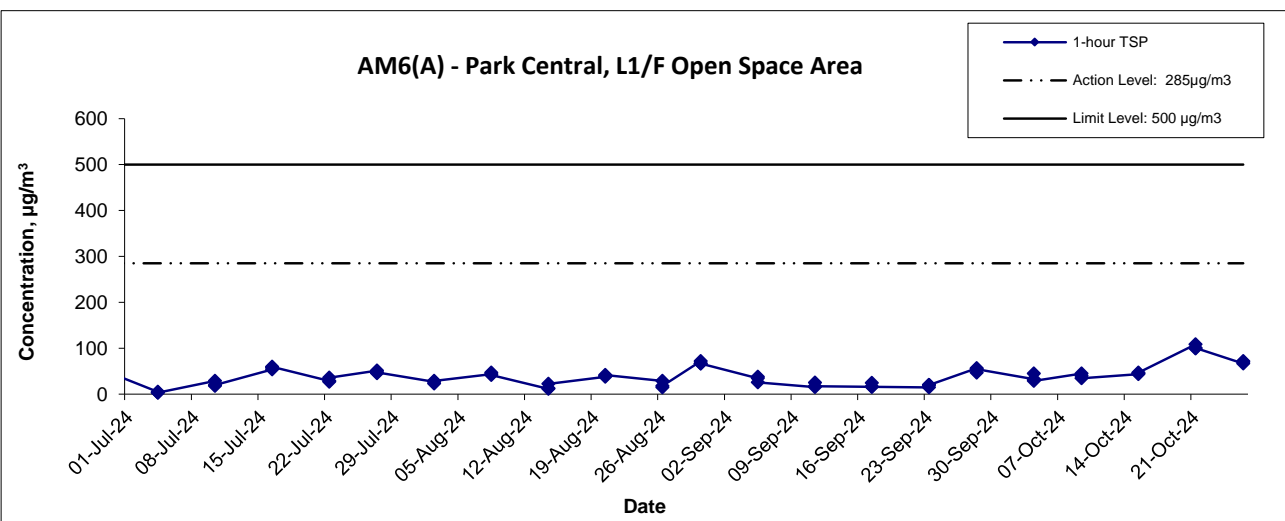 AM6(A) - Park Central, L1/F Open Space Area
1-hour TSP
Action Level:  285µg/m3
Limit Level: 500 µg/m3
Concentration, µg/m³
600
500
400
300
200
100
0
01-Jul-24
08-Jul-24
15-Jul-24
22-Jul-24
29-Jul-24
05-Aug-24
12-Aug-24
19-Aug-24
26-Aug-24
02-Sep-24
09-Sep-24
16-Sep-24
23-Sep-24
30-Sep-24
07-Oct-24
14-Oct-24
21-Oct-24
Date